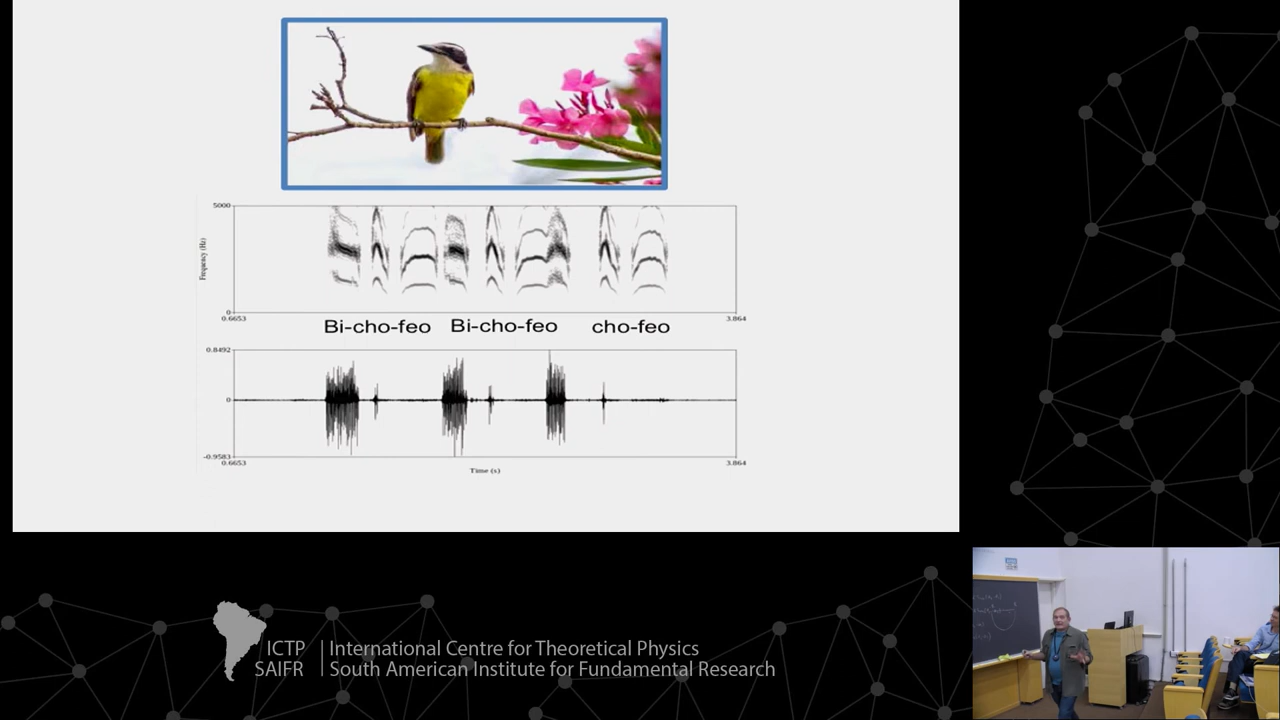 5000
Frequency (Hz)
0
0.6653 3.864
Bi-cho-feo Bi-cho-feo cho-feo
0.8492
0
-0.9583
0.6653 3.864
Time (s)
ICTP International Centre for Theoretical Physics
SAIFR South American Institute for Fundamental Research